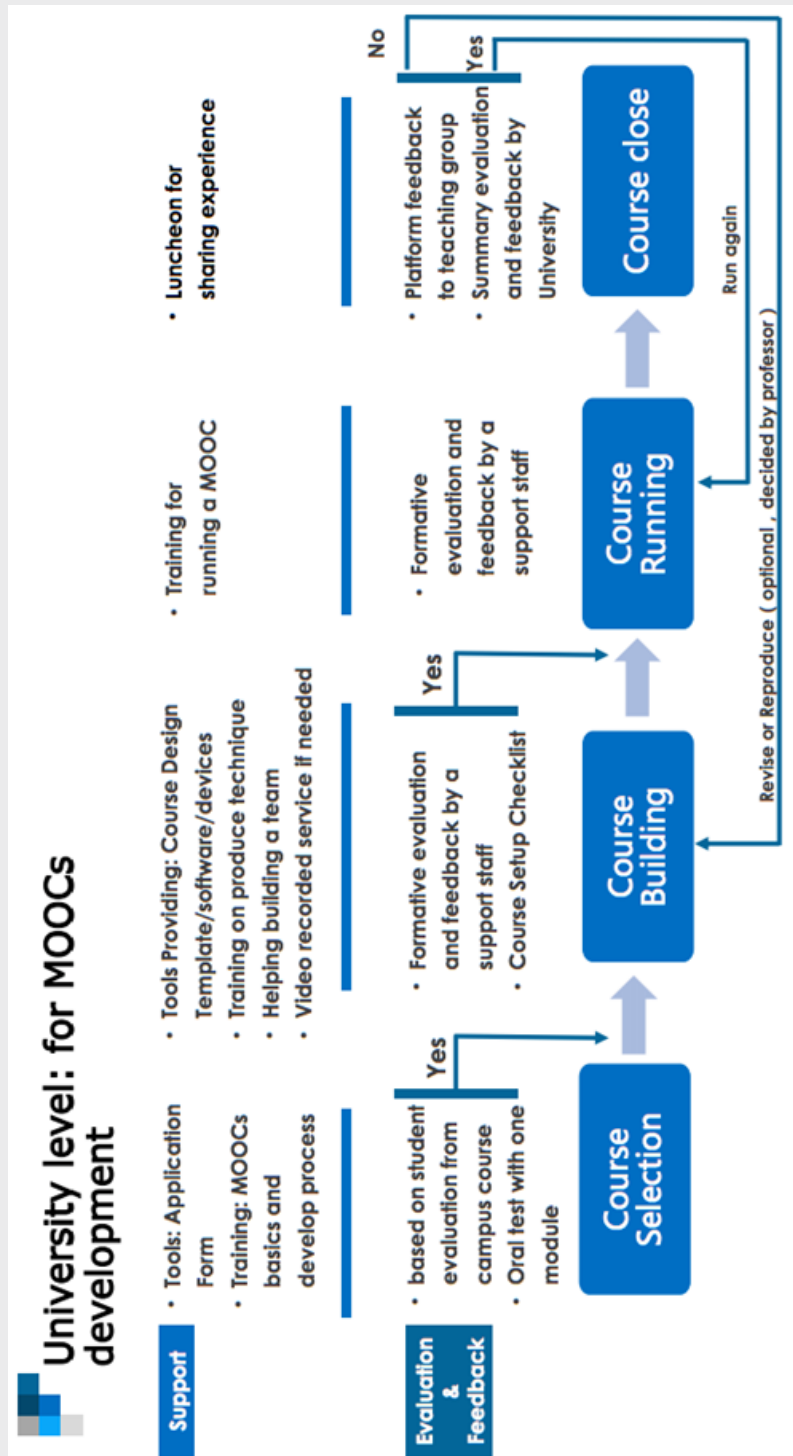 University level: for MOOCs
development
Support
• Tools: Application
Form
• Training: MOOCs
basics and
develop process
• Tools Providing: Course Design
Template/software/devices
• Training on produce technique
• Helping building a team
• Video recorded service if needed
• Training for
running a MOOC
• Luncheon for
sharing experience
Evaluation
&
Feedback
• based on student
evaluation from
campus course
• Oral test with one
module
Yes
• Formative evaluation
and feedback by a
support staff
• Course Setup Checklist
Yes
• Formative
evaluation and
feedback by a
support staff
• Platform feedback
to teaching group
• Summary evaluation
and feedback by
University
No
Yes
Course
Selection
Course
Building
Course
Running
Course close
Run again
Revise or Reproduce ( optional , decided by professor )